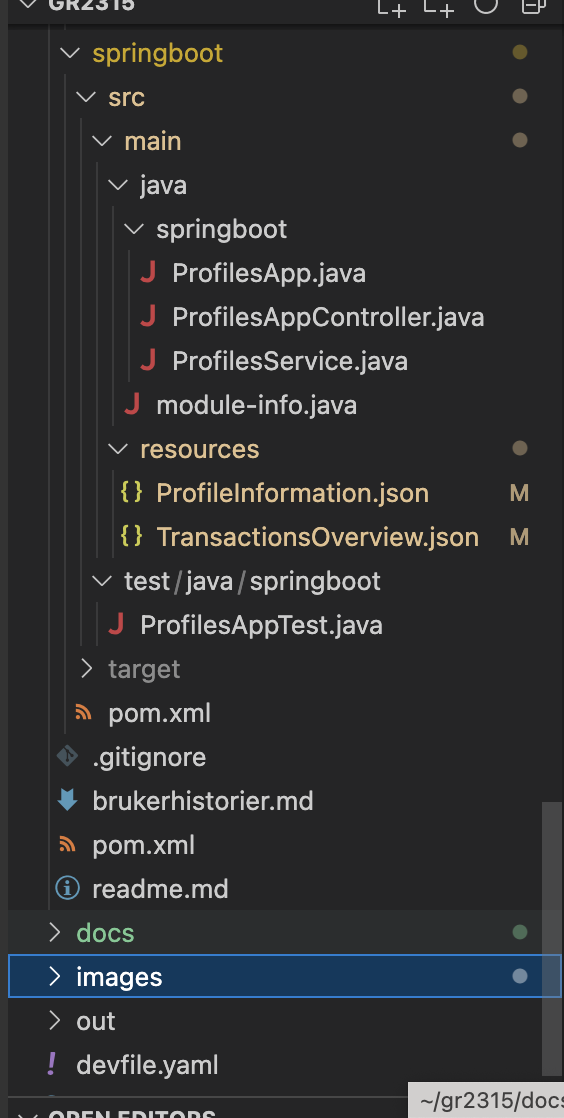 GR2315
springboot
src
main
java
springboot
J ProfilesApp.java
J ProfilesAppController.java
J ProfilesService.java
J module-info.java
resources
{} ProfileInformation.json M
{} TransactionsOverview.json M
test/java/springboot
J ProfilesAppTest.java
target
pom.xml
.gitignore
brukerhistorier.md
pom.xml
readme.md
docs
images
out
! devfile.yaml
~/gr2315/docs
OPEN EDITORS